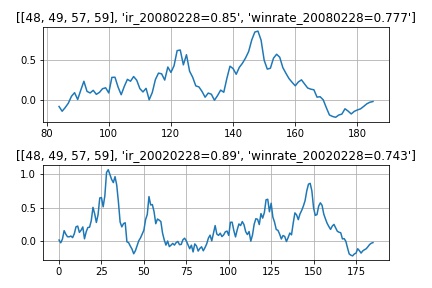 [[48, 49, 57, 59], 'ir_20080228=0.85', 'winrate_20080228=0.777']
0.5
0.0
80 100 120 140 160 180
[[48, 49, 57, 59], 'ir_20020228=0.89', 'winrate_20020228=0.743']
1.0
0.5
0.0
0 25 50 75 100 125 150 175